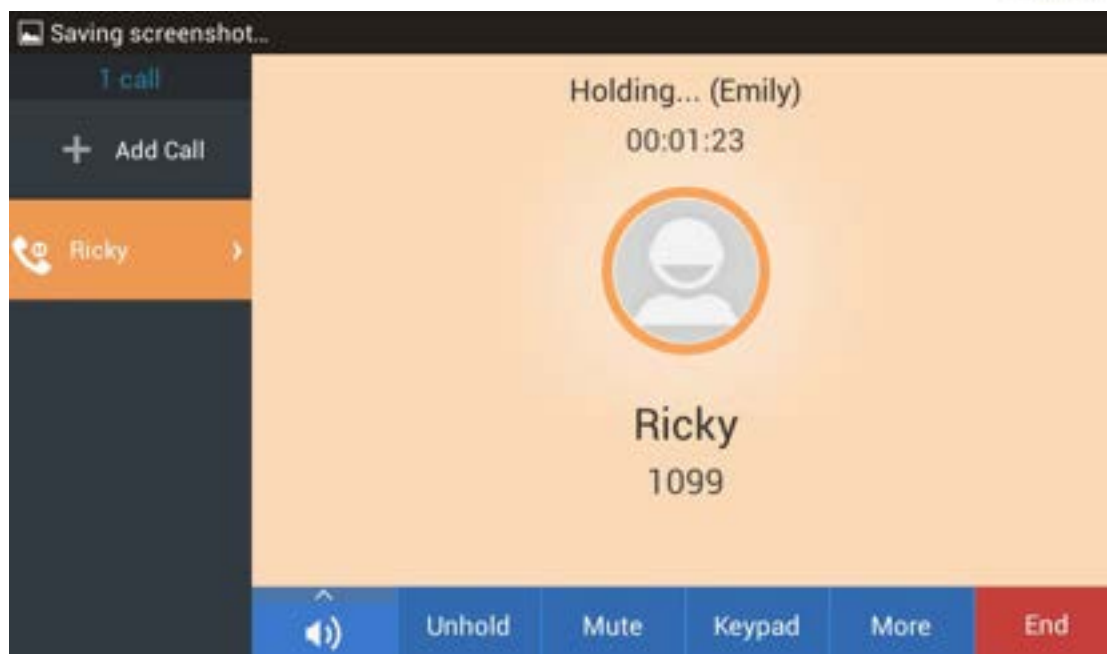 Saving screenshot...
1 call
Add Call
Ricky
Holding... (Emily)
00:01:23
Ricky
1099
Unhold
Mute
Keypad
More
End